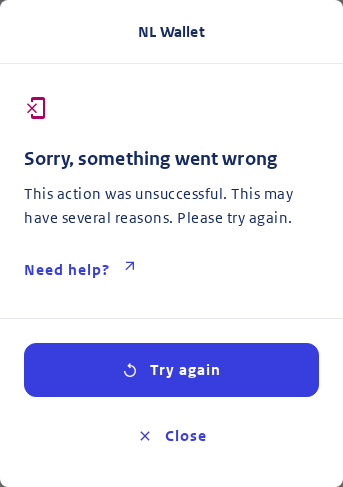 NL Wallet
Sorry, something went wrong
This action was unsuccessful. This may
have several reasons. Please try again.
Need help?
Try again
Close